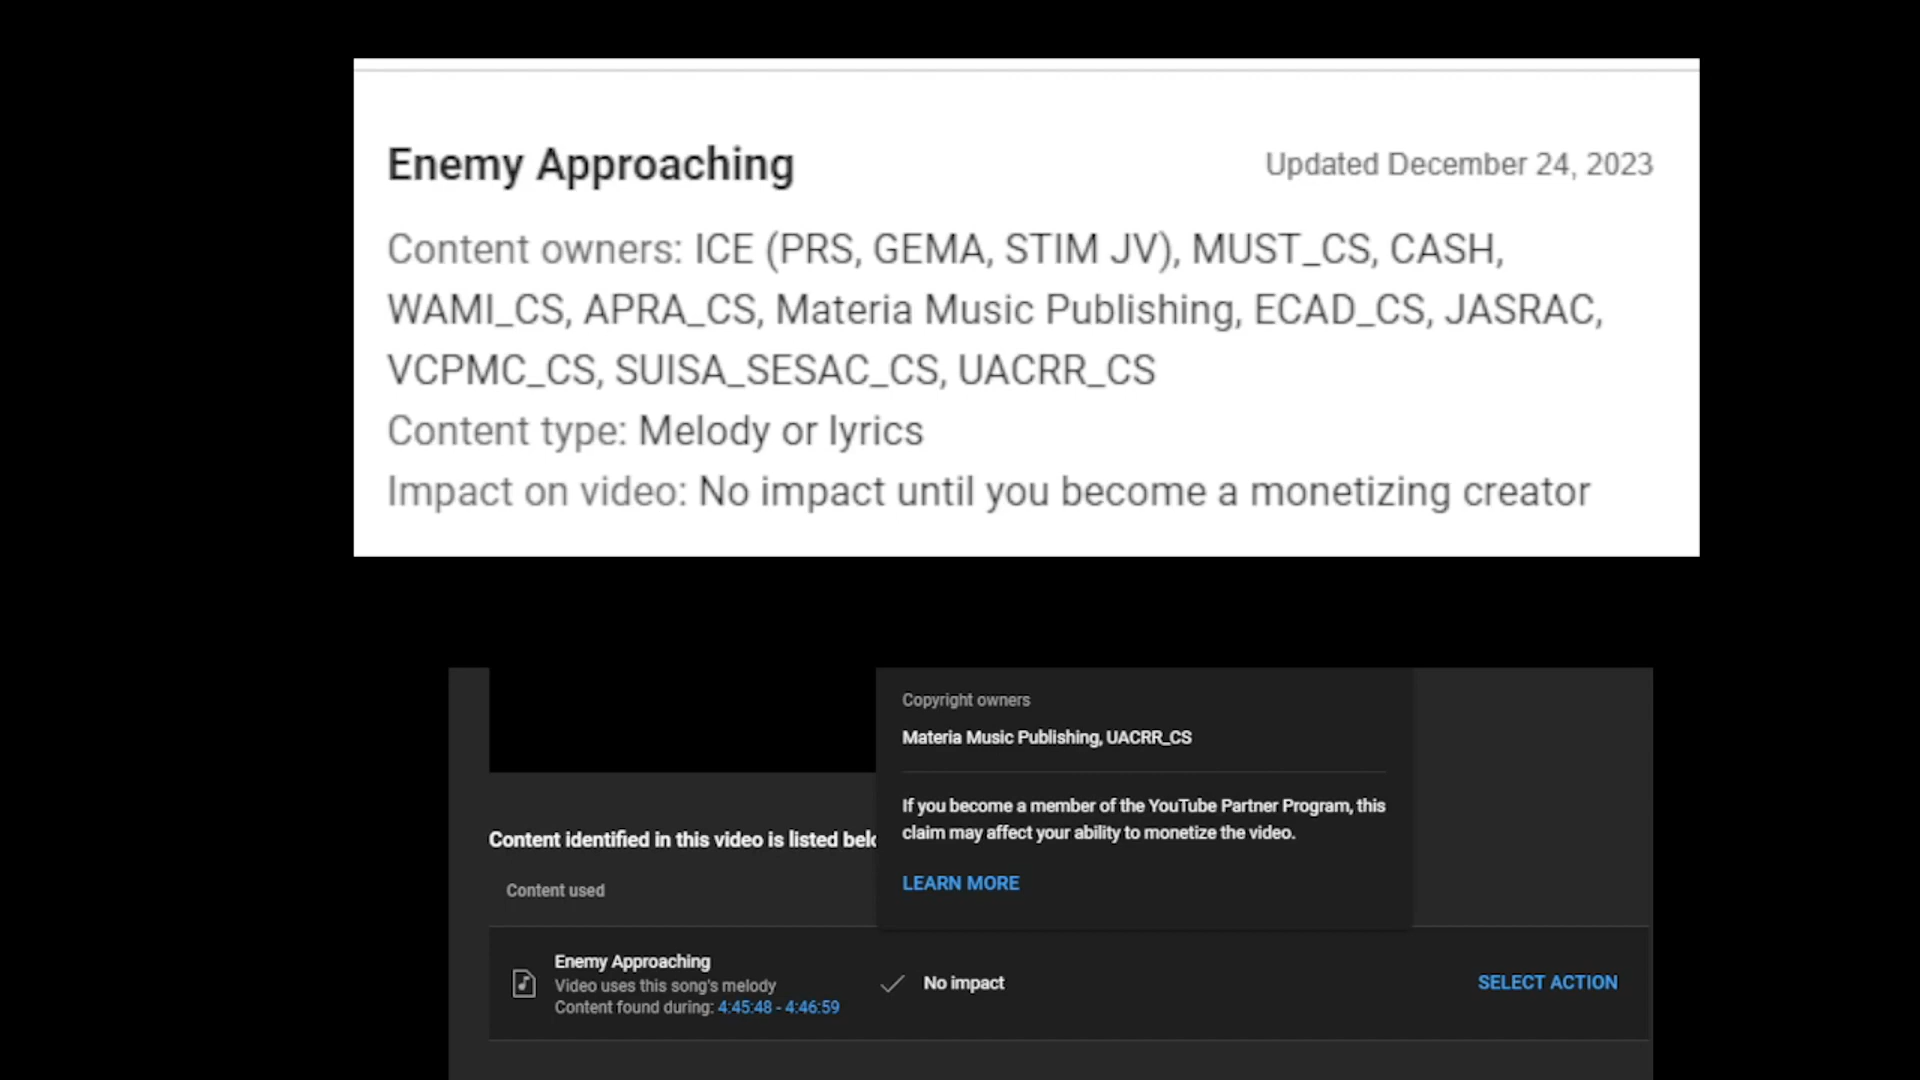 Enemy Approaching
Updated December 24, 2023
Content owners: ICE (PRS, GEMA, STIM JV), MUST_CS, CASH,
WAMI_CS, APRA_CS, Materia Music Publishing, ECAD_CS, JASRAC,
VCPMC_CS, SUISA_SESAC_CS, UACRR_CS
Content type: Melody or lyrics
Impact on video: No impact until you become a monetizing creator
Copyright owners
Materia Music Publishing, UACRR_CS
If you become a member of the YouTube Partner Program, this
claim may affect your ability to monetize the video.
LEARN MORE
Content identified in this video is listed belo
Content used
Enemy Approaching
Video uses this song's melody
Content found during: 4:45:48 - 4:46:59
No impact
SELECT ACTION